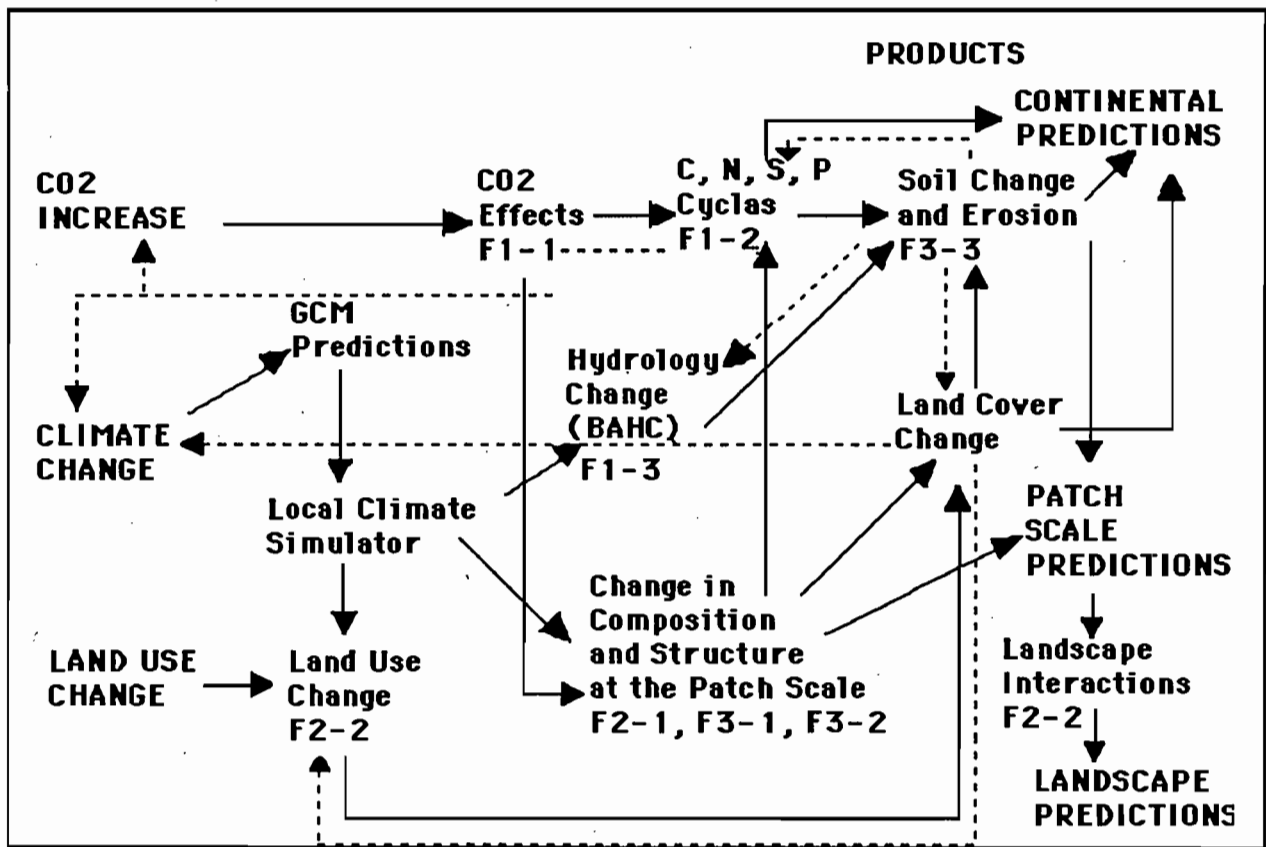 PRODUCTS
CONTINENTAL
PREDICTIONS
CO2
INCREASE
CO2
Effects
F1-1
C, N, S, P
Cyclas
F1-2
Soil Change
and Erosion
F3-3
GCM
Predictions
Hydrology
Change
(BAHC)
F1-3
Land Cover
Change
CLIMATE
CHANGE
Local Climate
Simulator
PATCH
SCALE
PREDICTIONS
Change in
Composition
and Structure
at the Patch Scale
F2-1, F3-1, F3-2
LAND USE
CHANGE
Land Use
Change
F2-2
Landscape
Interactions
F2-2
LANDSCAPE
PREDICTIONS